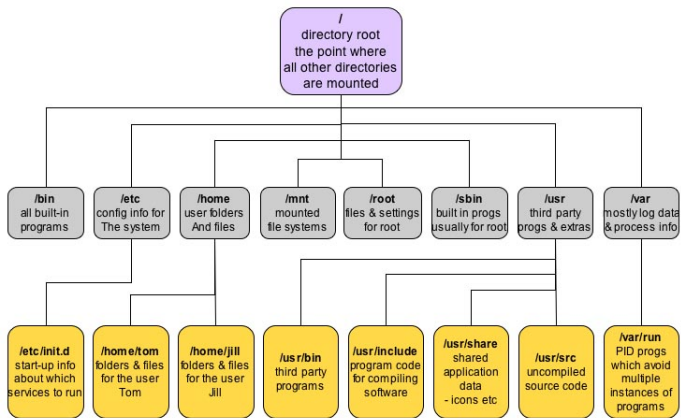 /
directory root
the point where
all other directories
are mounted
/bin
all built-in
programs
/etc
config info for
The system
/home
user folders
And files
/mnt
mounted
file systems
/root
files & settings
for root
/sbin
built in progs
usually for root
/usr
third party
progs & extras
/var
mostly log data
& process info
/etc/init.d
start-up info
about which
services to run
/home/tom
folders & files
for the user
Tom
/home/jill
folders & files
for the user
Jill
/usr/bin
third party
programs
/usr/include
program code
for compiling
software
/usr/share
shared
application
data
- icons etc
/usr/src
uncompiled
source code
/var/run
PID progs
which avoid
multiple
instances of
programs